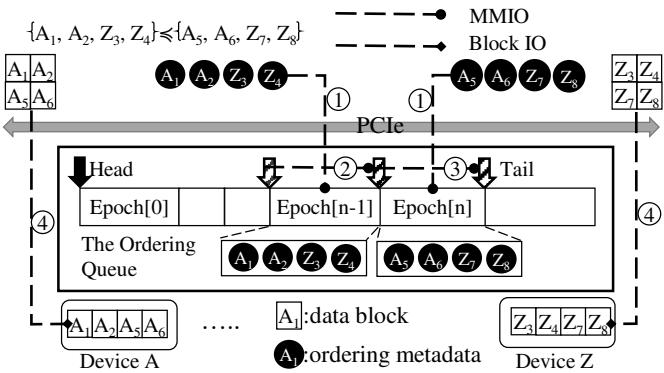 {A1, A2, Z3, Z4}≼{A5, A6, Z7, Z8}
MMIO
Block IO
A1 A2
A5 A6
A1 A2 Z3 Z4
A5 A6 Z7 Z8
Z3 Z4
Z7 Z8
① ①
PCIe
Head ② ③ Tail
Epoch[0] Epoch[n-1] Epoch[n]
④ ④
The Ordering
Queue
A1 A2 Z3 Z4
A5 A6 Z7 Z8
A1 A2 A5 A6
.....
A1:data block
Z3 Z4 Z7 Z8
Device A
A1:ordering metadata
Device Z